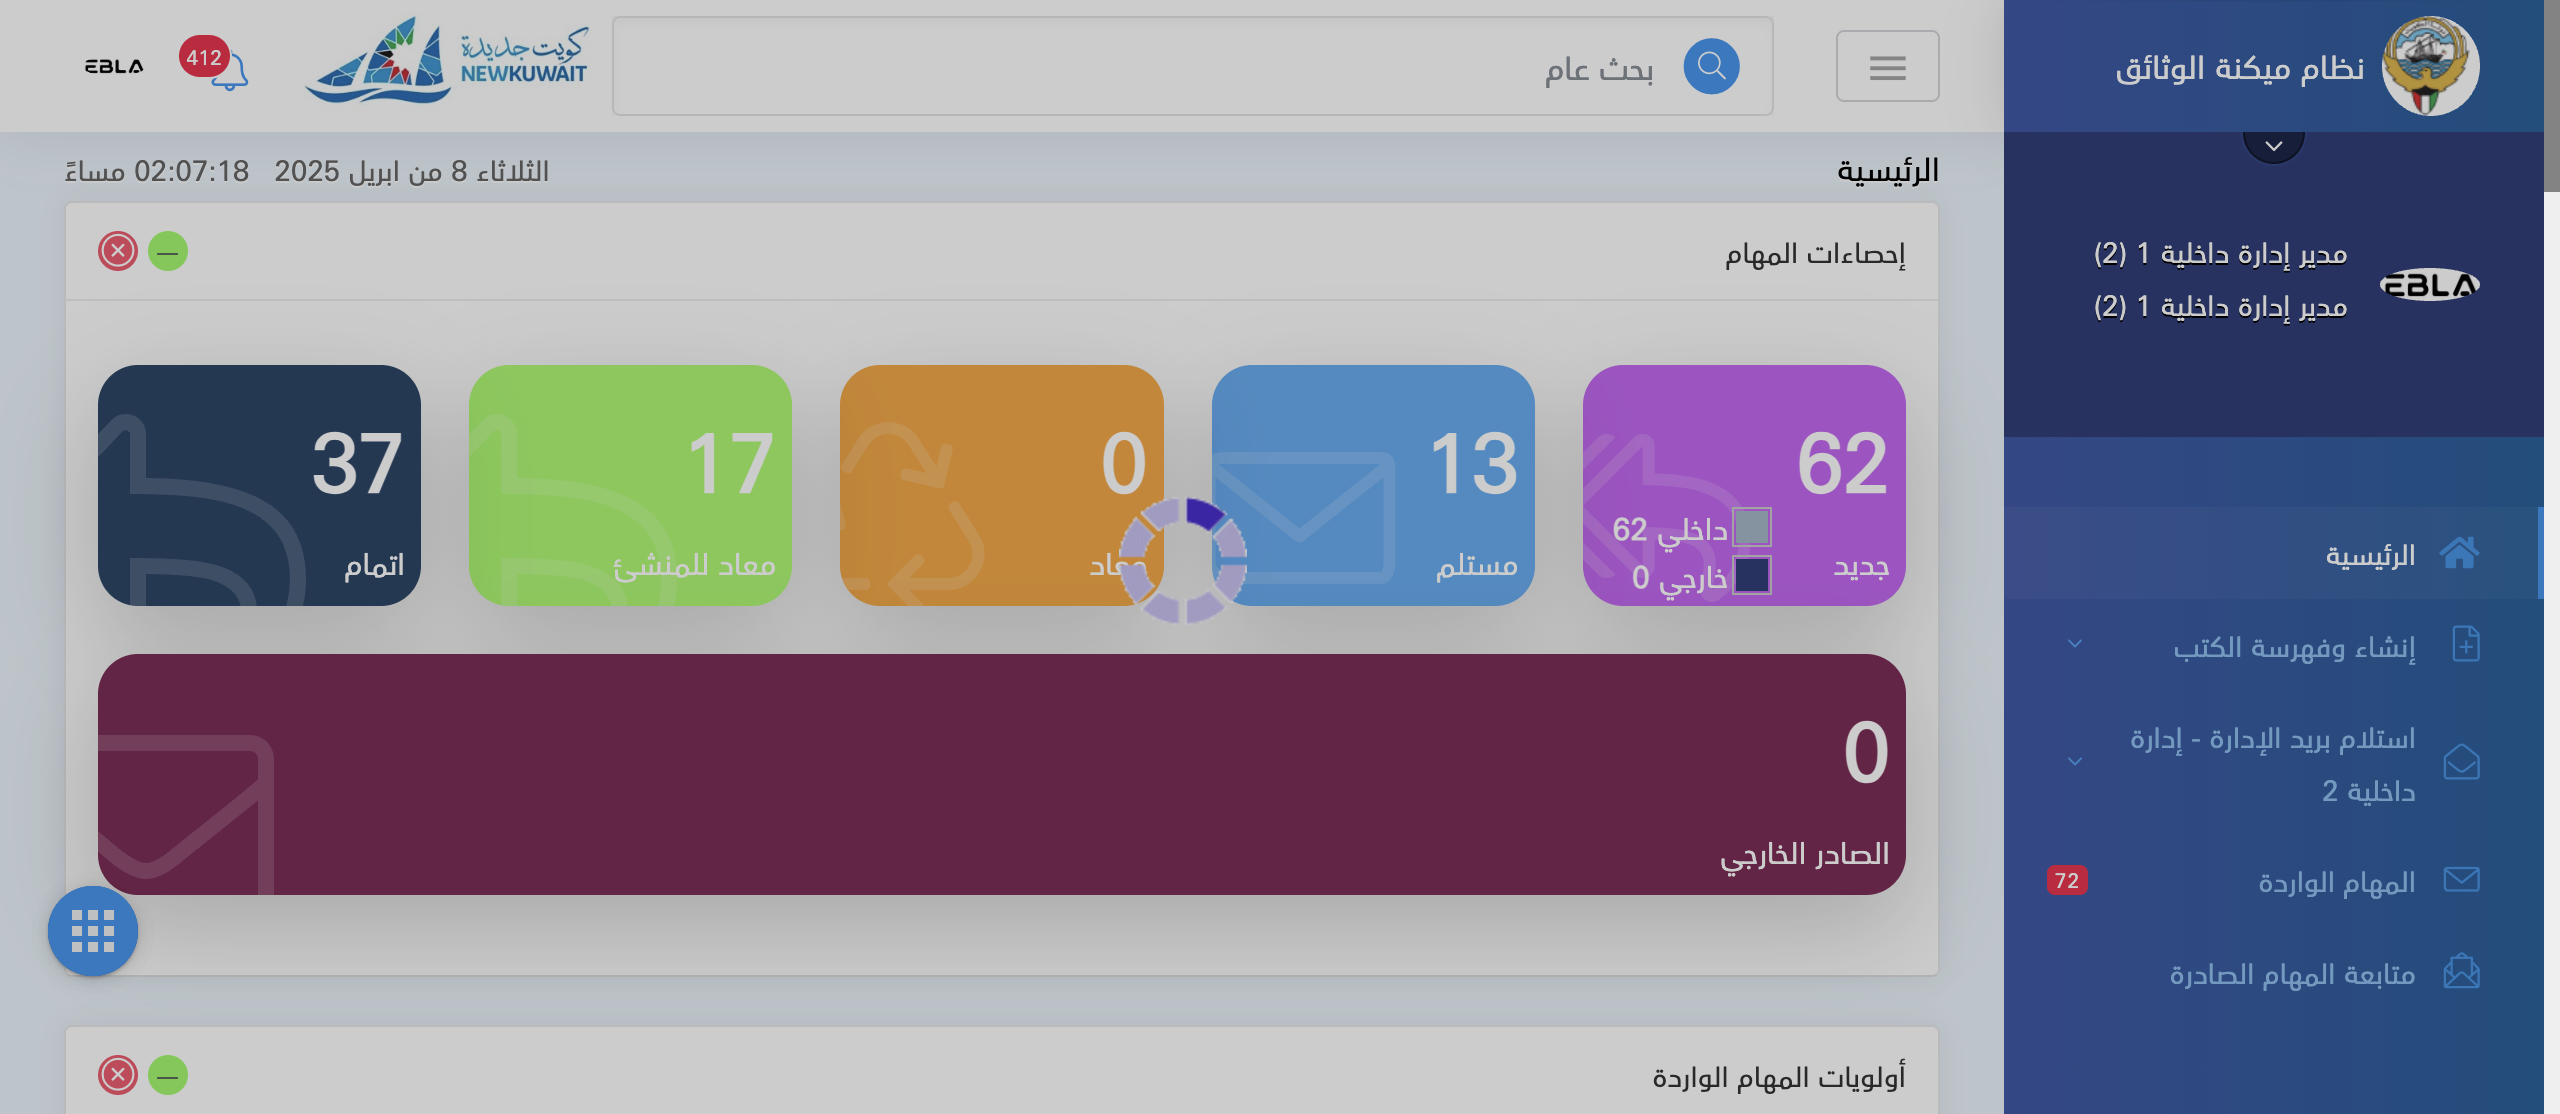 نظام ميكنة الوثائق
بحث عام
كويت جديدة
NEWKUWAIT
412
EBLA
مدير إدارة داخلية 1 (2)
مدير إدارة داخلية 1 (2)
EBLA
الرئيسية
إنشاء وفهرسة الكتب
استلام بريد الإدارة - إدارة
داخلية 2
المهام الواردة
72
متابعة المهام الصادرة
الرئيسية
الثلاثاء 8 من ابريل 2025 02:07:18 مساءً
إحصاءات المهام
62
جديد
داخلي 62
خارجي 0
13
مستلم
0
معاد
17
معاد للمنشئ
37
اتمام
0
الصادر الخارجي
أولويات المهام الواردة